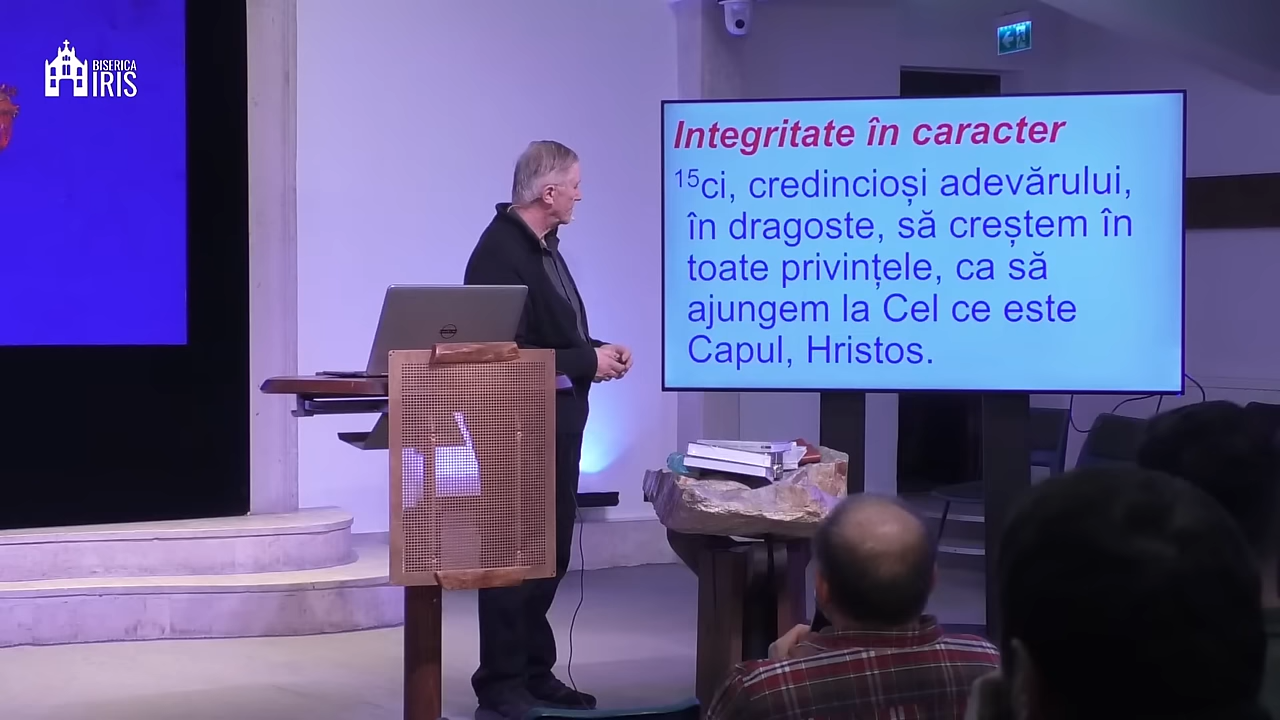 BISERICA
IRIS
Integritate în caracter
15ci, credincioși adevărului,
în dragoste, să creștem în
toate privințele, ca să
ajungem la Cel ce este
Capul, Hristos.